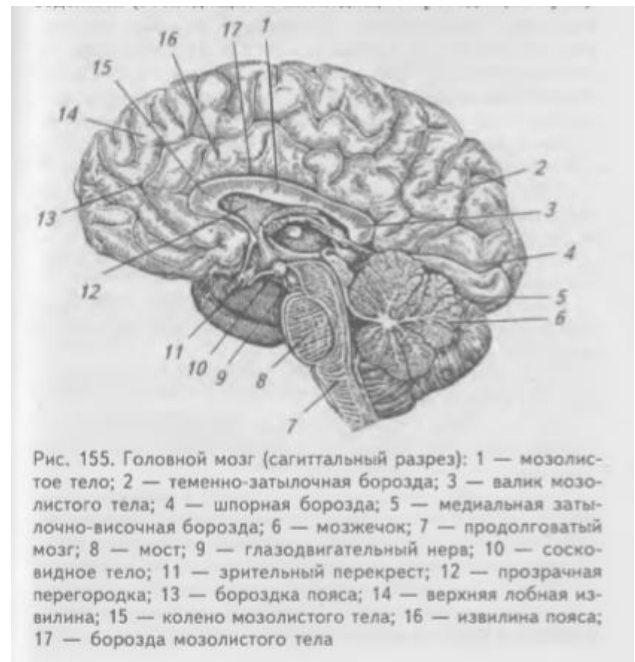 17
1
16
15
14
2
13
3
4
12
5
6
11
10
9
8
7
Рис. 155. Головной мозг (сагиттальный разрез): 1 — мозолис-
тое тело; 2 — теменно-затылочная борозда; 3 — валик мозо-
листого тела; 4 — шпорная борозда; 5 — медиальная заты-
лочно-височная борозда; 6 — мозжечок; 7 — продолговатый
мозг; 8 — мост; 9 — глазодвигательный нерв; 10 — соско-
видное тело; 11 — зрительный перекрест; 12 — прозрачная
перегородка; 13 — бороздка пояса; 14 — верхняя лобная из-
вилина; 15 — колено мозолистого тела; 16 — извилина пояса;
17 — борозда мозолистого тела